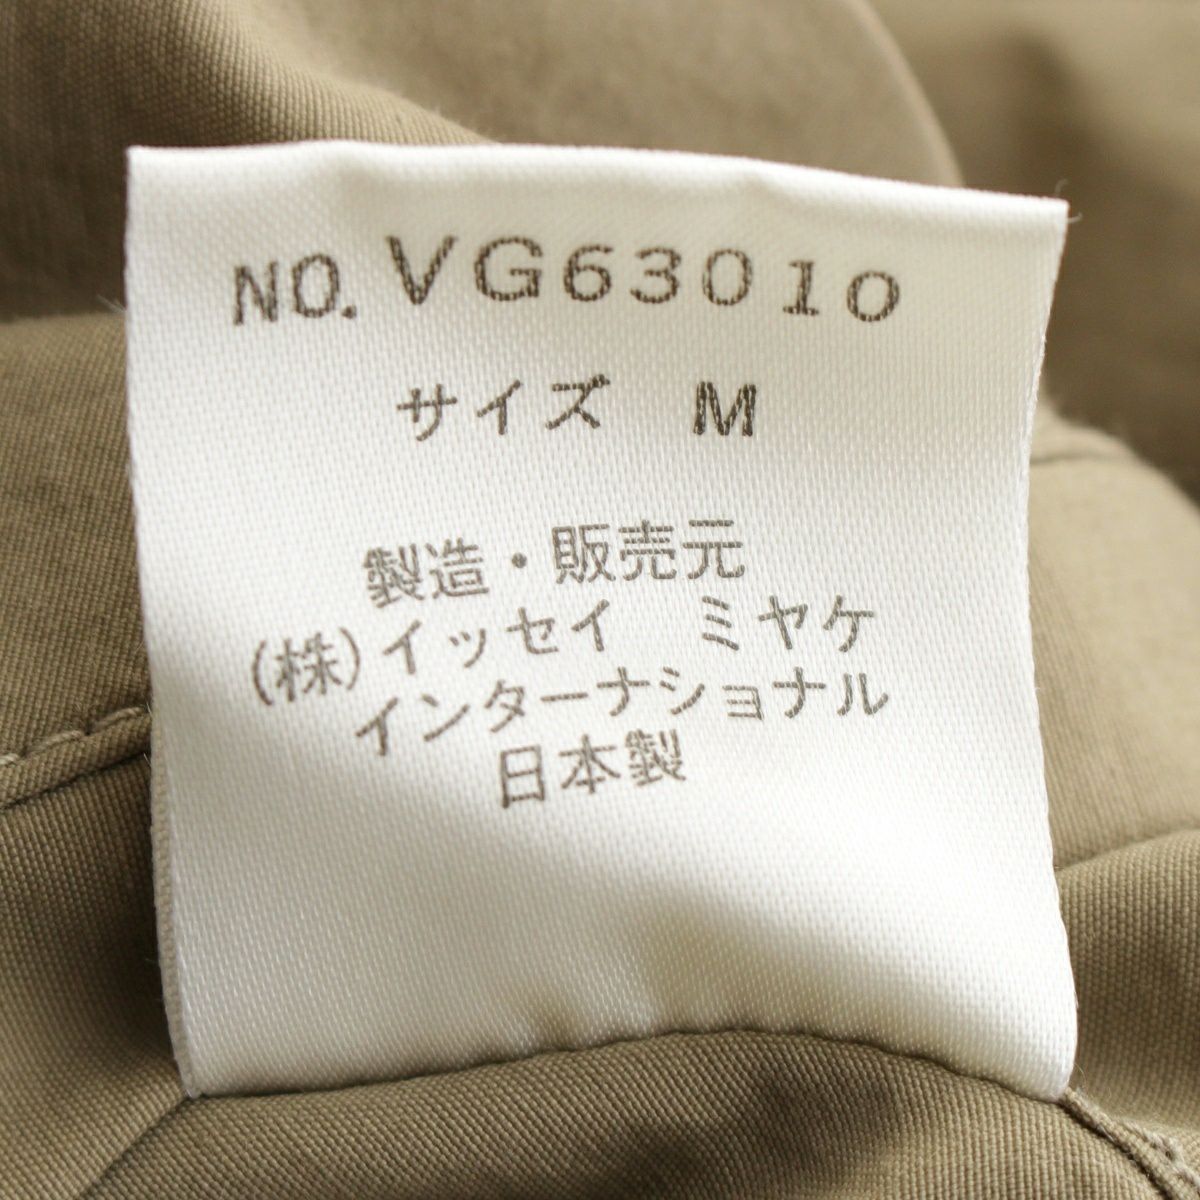 NO. VG63010
サイズ M
製造・販売元
(株)イッセイ ミヤケ
インターナショナル
日本製